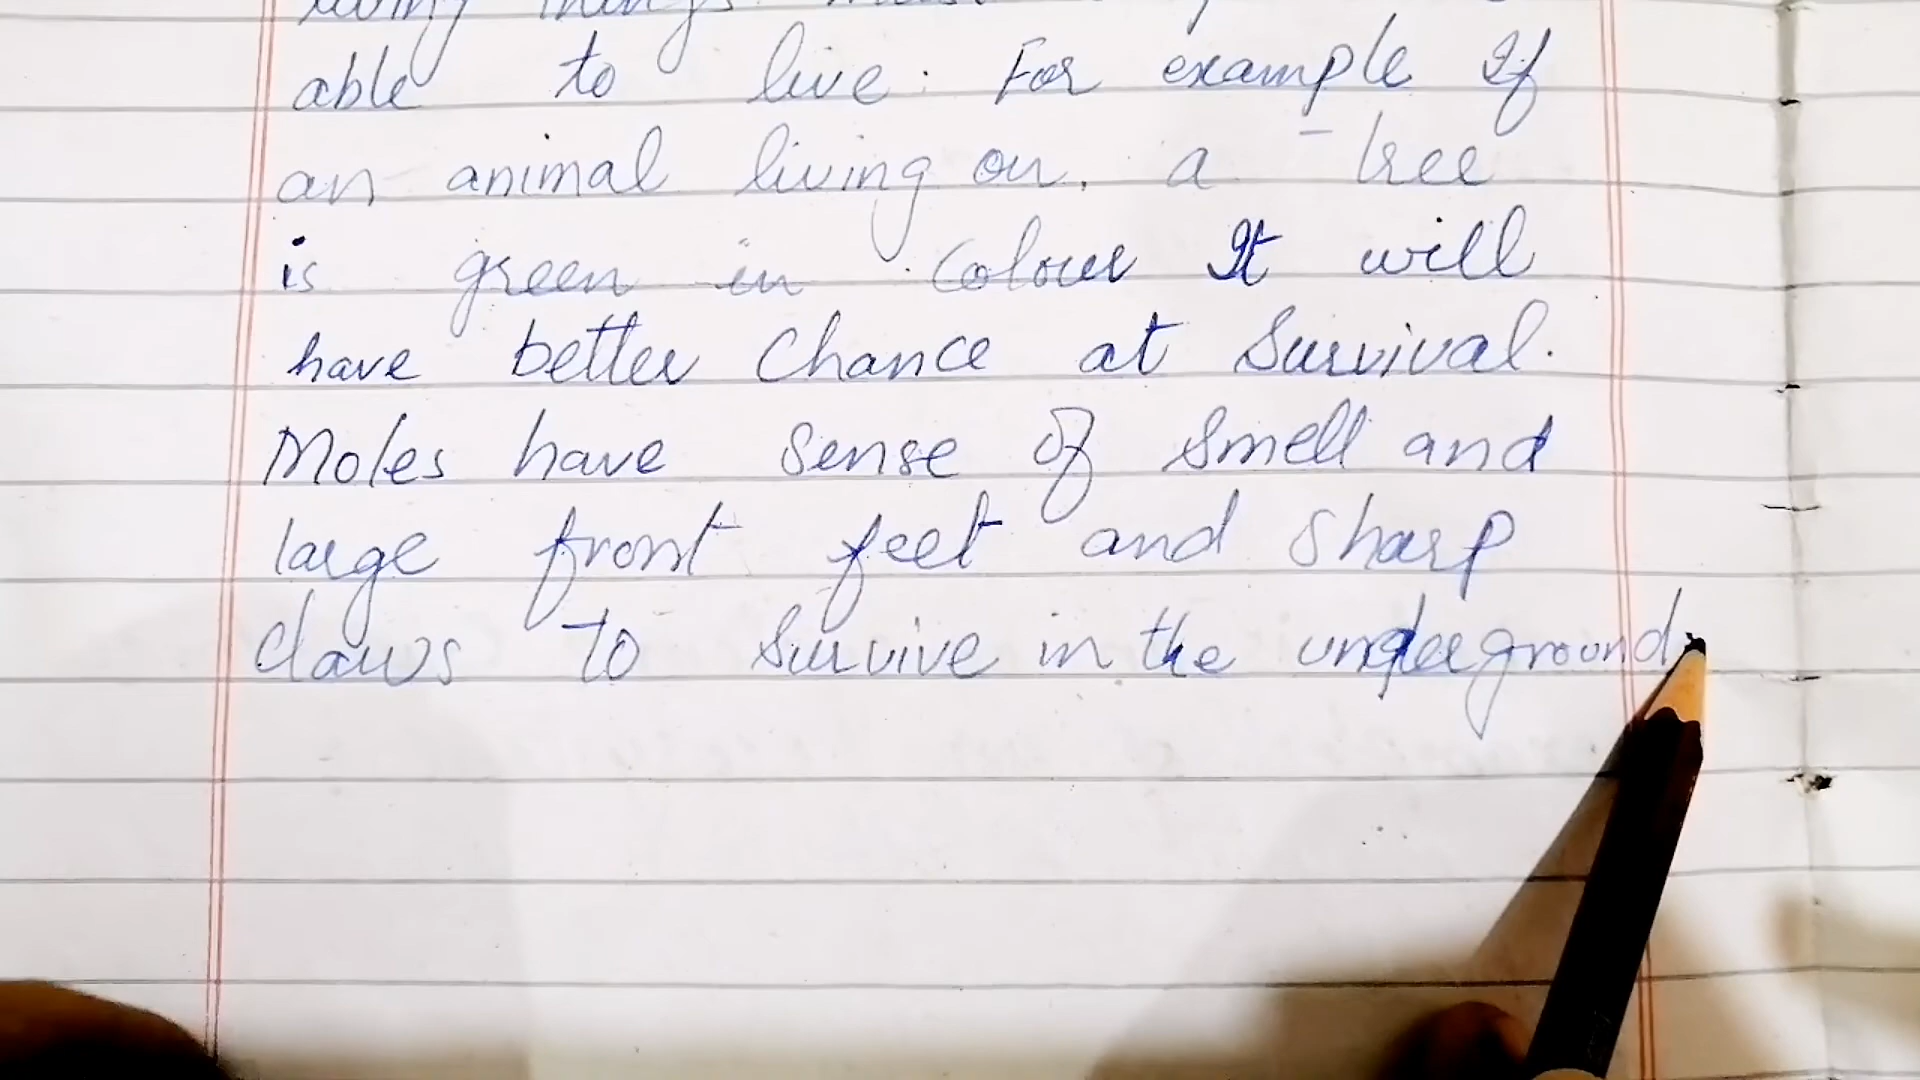 living things
able to live. For example If
an animal living on a tree
is green in colour It will
have better Chance at Survival.
Moles have sense of Smell and
large front feet and sharp
claws to Survive in the underground.